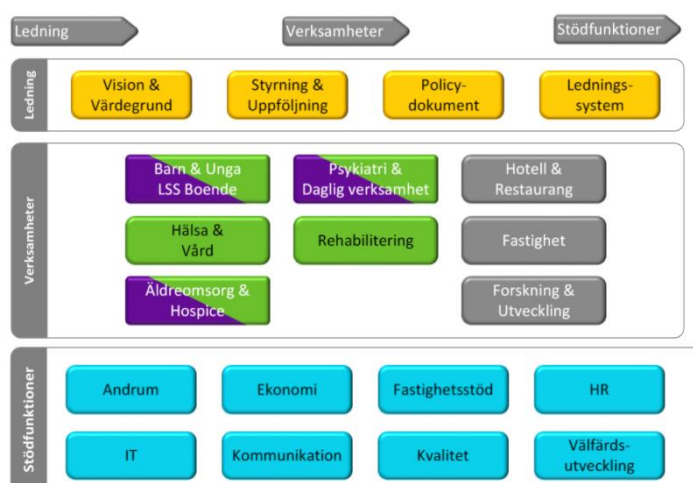 Ledning
Verksamheter
Stödfunktioner
Ledning
Vision &
Värdegrund
Styrning &
Uppföljning
Policy-
dokument
Lednings-
system
Verksamheter
Barn & Unga
LSS Boende
Psykiatri &
Daglig verksamhet
Hotell &
Restaurang
Hälsa &
Vård
Rehabilitering
Fastighet
Äldreomsorg &
Hospice
Forskning &
Utveckling
Stödfunktioner
Andrum
Ekonomi
Fastighetsstöd
HR
IT
Kommunikation
Kvalitet
Välfärds-
utveckling